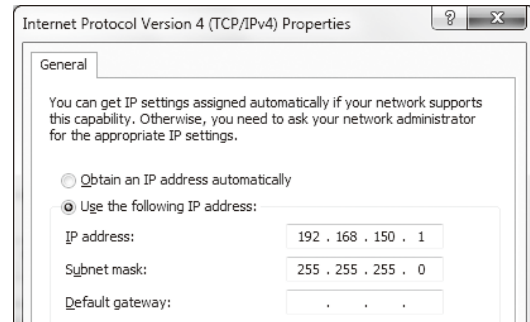 Internet Protocol Version 4 (TCP/IPv4) Properties
? X
General
You can get IP settings assigned automatically if your network supports
this capability. Otherwise, you need to ask your network administrator
for the appropriate IP settings.
Obtain an IP address automatically
Use the following IP address:
IP address: 192 . 168 . 150 . 1
Subnet mask: 255 . 255 . 255 . 0
Default gateway: . . .